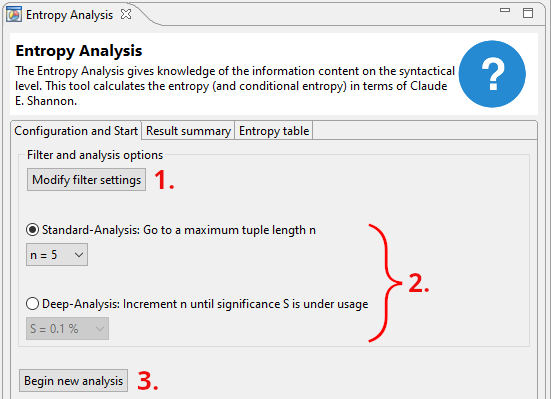 Entropy Analysis
Entropy Analysis
The Entropy Analysis gives knowledge of the information content on the syntactical
level. This tool calculates the entropy (and conditional entropy) in terms of Claude
E. Shannon.
?
Configuration and Start Result summary Entropy table
Filter and analysis options
Modify filter settings 1.
Standard-Analysis: Go to a maximum tuple length n
n = 5
2.
Deep-Analysis: Increment n until significance S is under usage
S = 0.1 %
Begin new analysis 3.